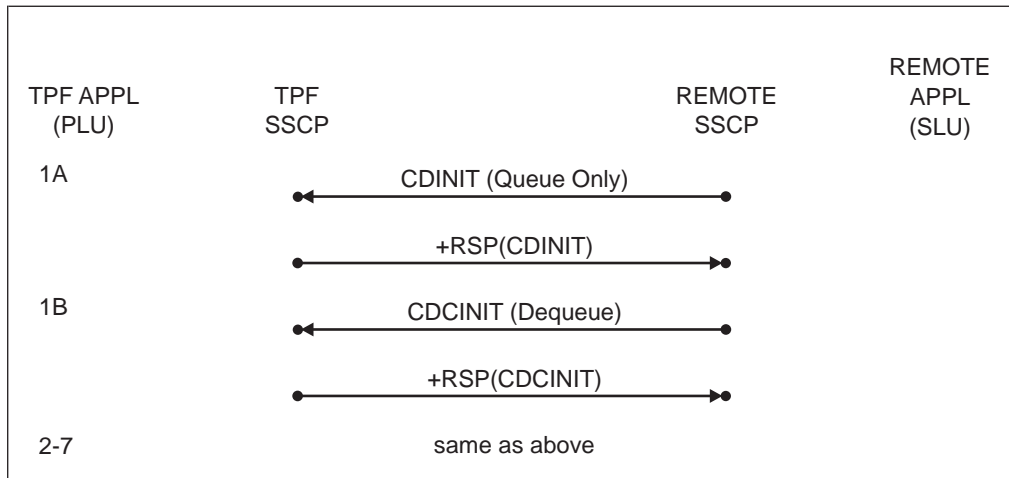 TPF APPL
(PLU)
TPF
SSCP
REMOTE
SSCP
REMOTE
APPL
(SLU)
1A
CDINIT (Queue Only)
+RSP(CDINIT)
1B
CDCINIT (Dequeue)
+RSP(CDCINIT)
2-7
same as above